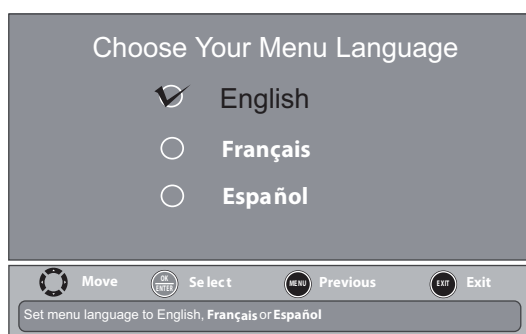 Choose Your Menu Language
English
Français
Español
Move OK ENTER Select MENU Previous EXIT Exit
Set menu language to English, Français or Español